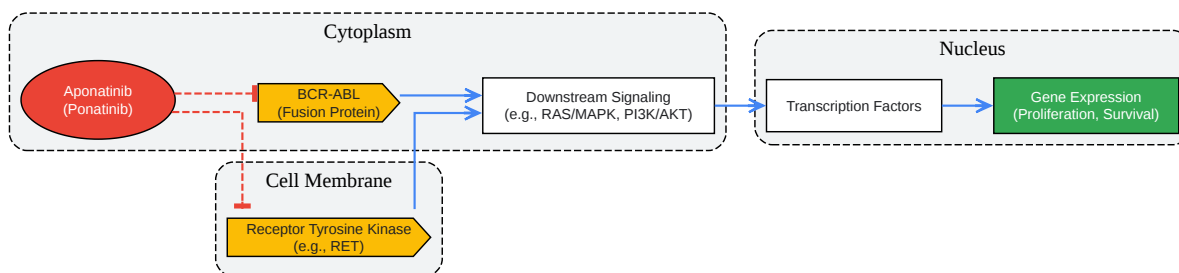 Cytoplasm
Aponatinib
(Ponatinib)
BCR-ABL
(Fusion Protein)
Downstream Signaling
(e.g., RAS/MAPK, PI3K/AKT)
Nucleus
Transcription Factors
Gene Expression
(Proliferation, Survival)
Cell Membrane
Receptor Tyrosine Kinase
(e.g., RET)